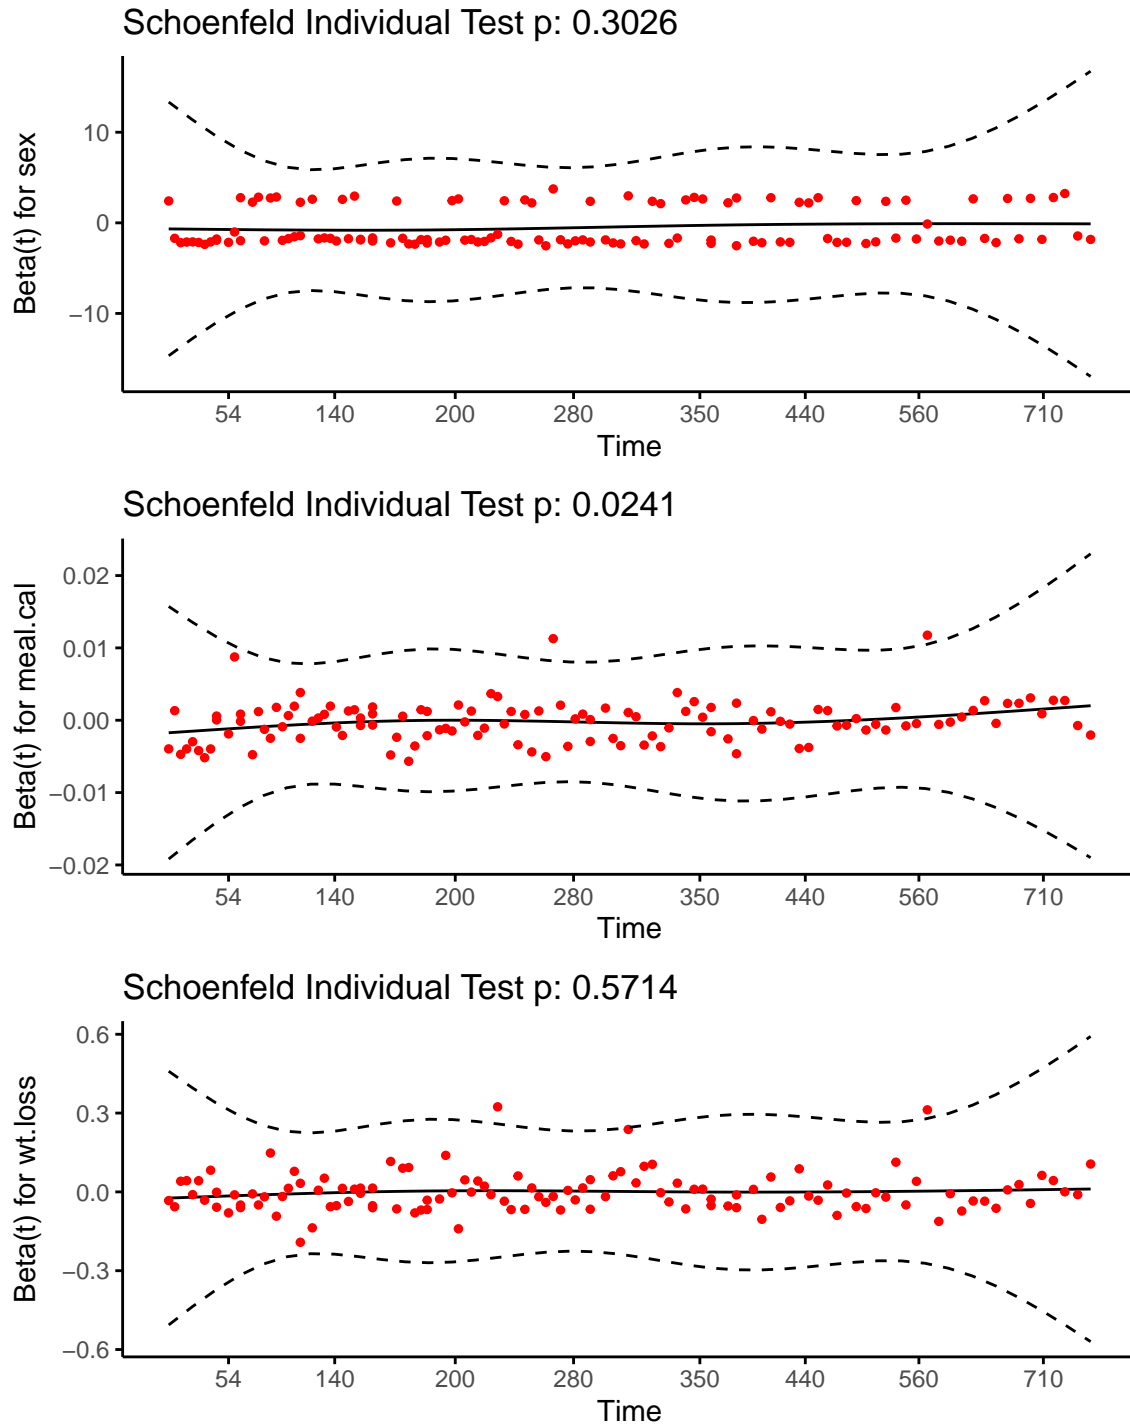 Schoenfeld Individual Test p: 0.3026
10
0
−10
Beta(t) for sex
54 140 200 280 350 440 560 710
Time
Schoenfeld Individual Test p: 0.0241
0.02
0.01
0.00
−0.01
−0.02
Beta(t) for meal.cal
54 140 200 280 350 440 560 710
Time
Schoenfeld Individual Test p: 0.5714
0.6
0.3
0.0
−0.3
−0.6
Beta(t) for wt.loss
54 140 200 280 350 440 560 710
Time